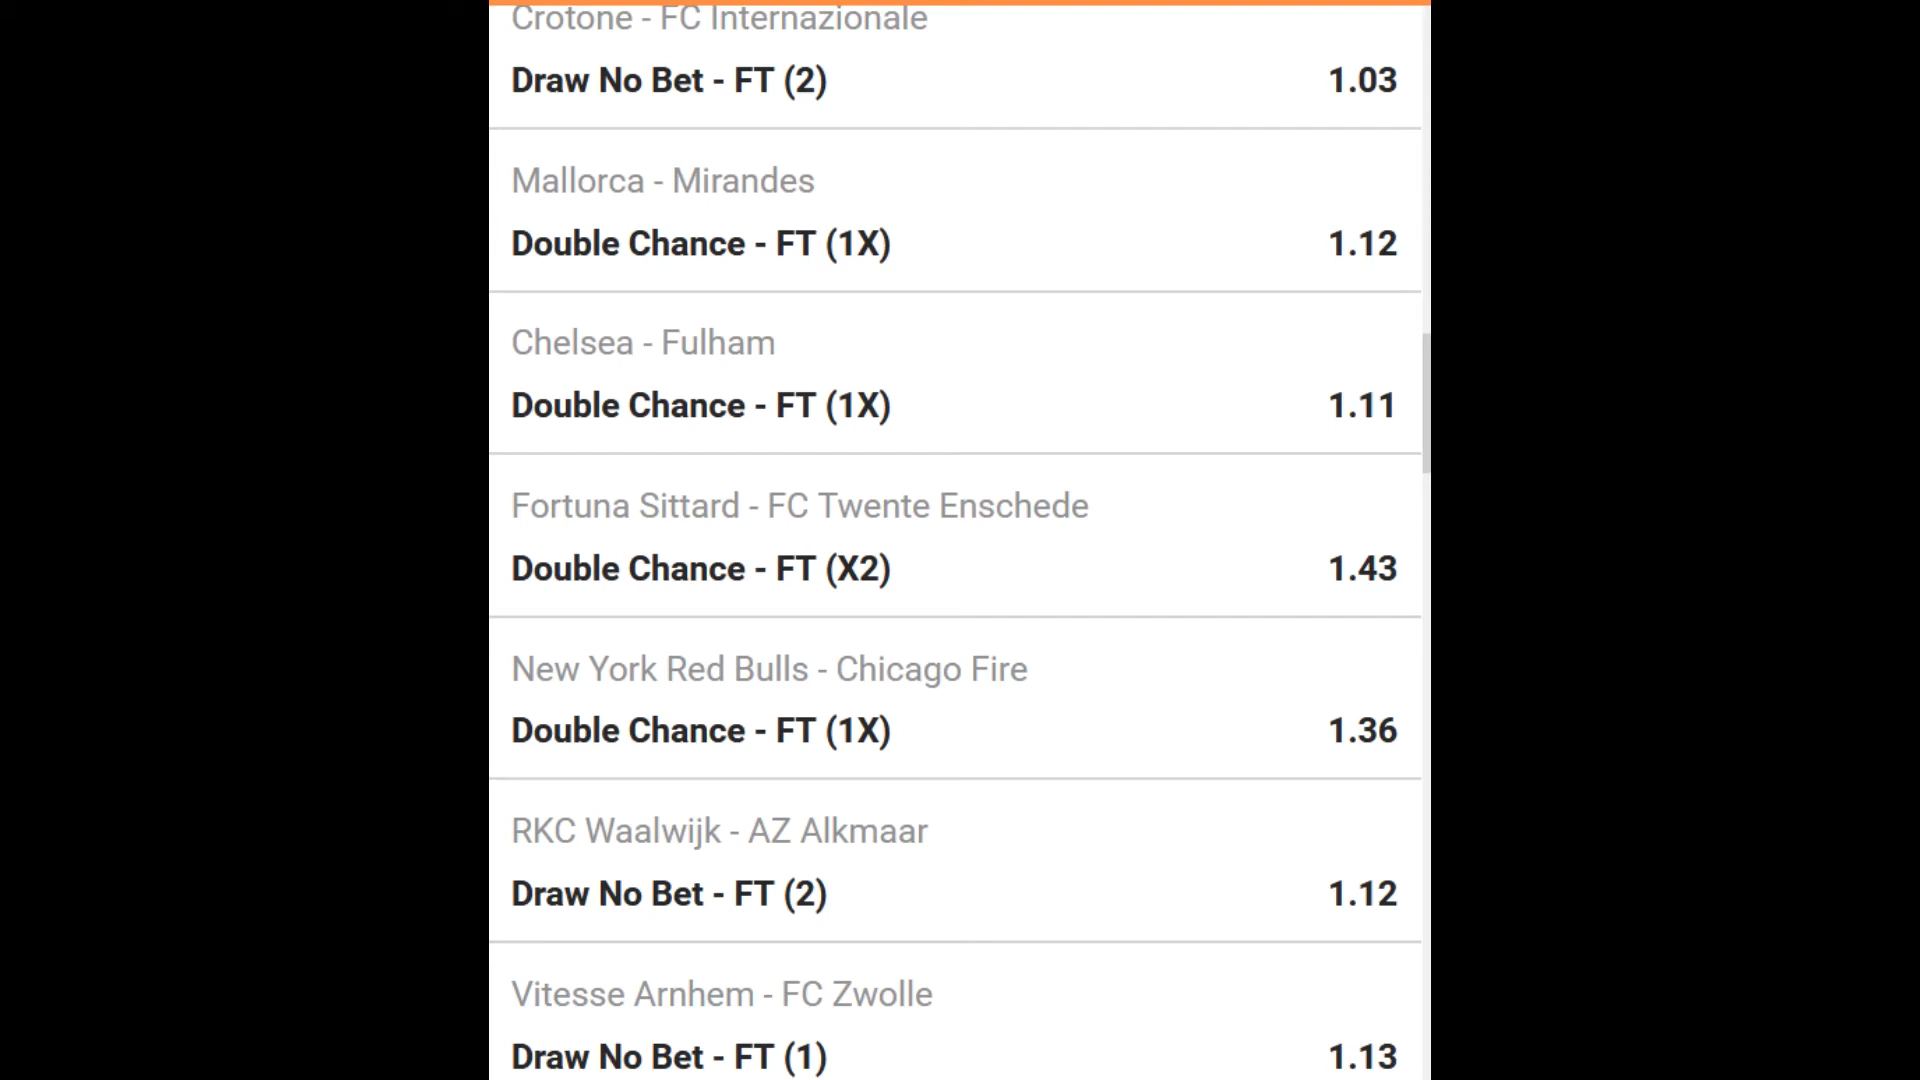 Crotone - FC Internazionale
Draw No Bet - FT (2) 1.03
Mallorca - Mirandes
Double Chance - FT (1X) 1.12
Chelsea - Fulham
Double Chance - FT (1X) 1.11
Fortuna Sittard - FC Twente Enschede
Double Chance - FT (X2) 1.43
New York Red Bulls - Chicago Fire
Double Chance - FT (1X) 1.36
RKC Waalwijk - AZ Alkmaar
Draw No Bet - FT (2) 1.12
Vitesse Arnhem - FC Zwolle
Draw No Bet - FT (1) 1.13